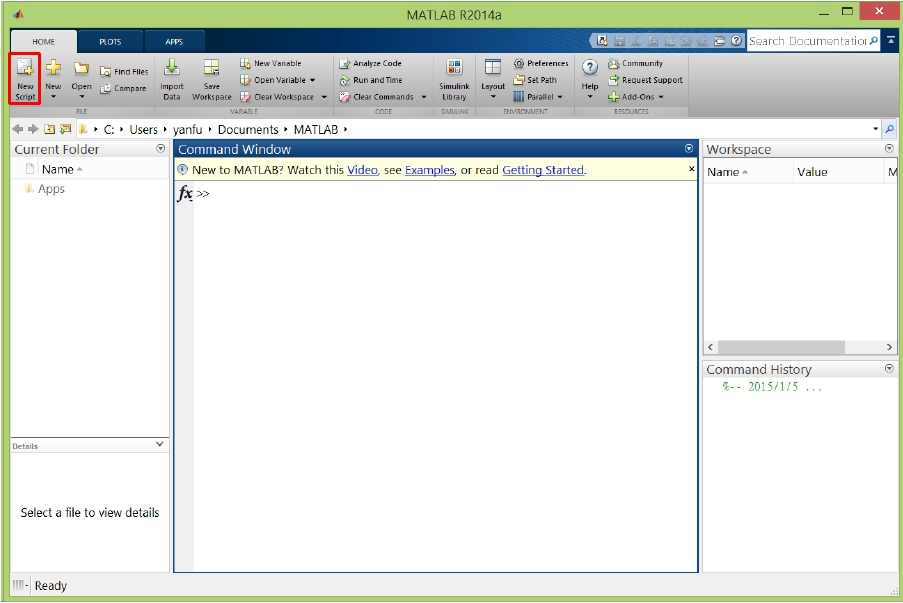 MATLAB R2014a
HOME PLOTS APPS
Search Documentation
New Script
New
Open
Find Files
Compare
Import Data
Save Workspace
New Variable
Open Variable
Clear Workspace
Analyze Code
Run and Time
Clear Commands
Simulink Library
Layout
Preferences
Set Path
Parallel
Help
Community
Request Support
Add-Ons
FILE VARIABLE CODE SIMULINK ENVIRONMENT RESOURCES
C: Users yanfu Documents MATLAB
Current Folder
Name
Apps
Details
Select a file to view details
Command Window
New to MATLAB? Watch this Video, see Examples, or read Getting Started.
fx >>
Workspace
Name Value M
Command History
%-- 2015/1/5 ...
Ready